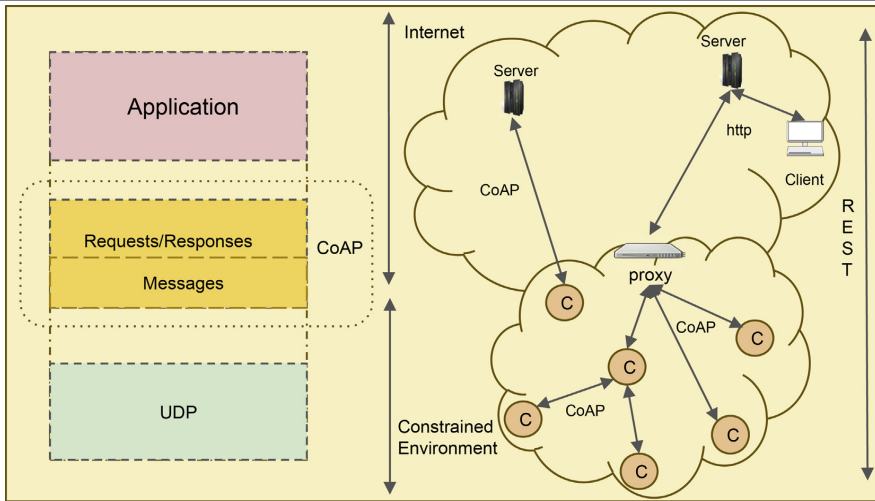 Application
Requests/Responses
Messages
CoAP
UDP
Internet
Constrained
Environment
Server
Server
http
Client
CoAP
proxy
C
CoAP
C
C
CoAP
C
C
C
R
E
S
T